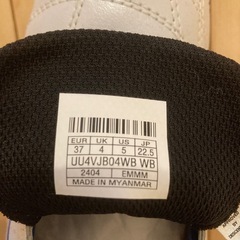 EUR UK US JP
37 4 5 22.5
UU4VJB04WB WB
2404 EMMM
MADE IN MYANMAR